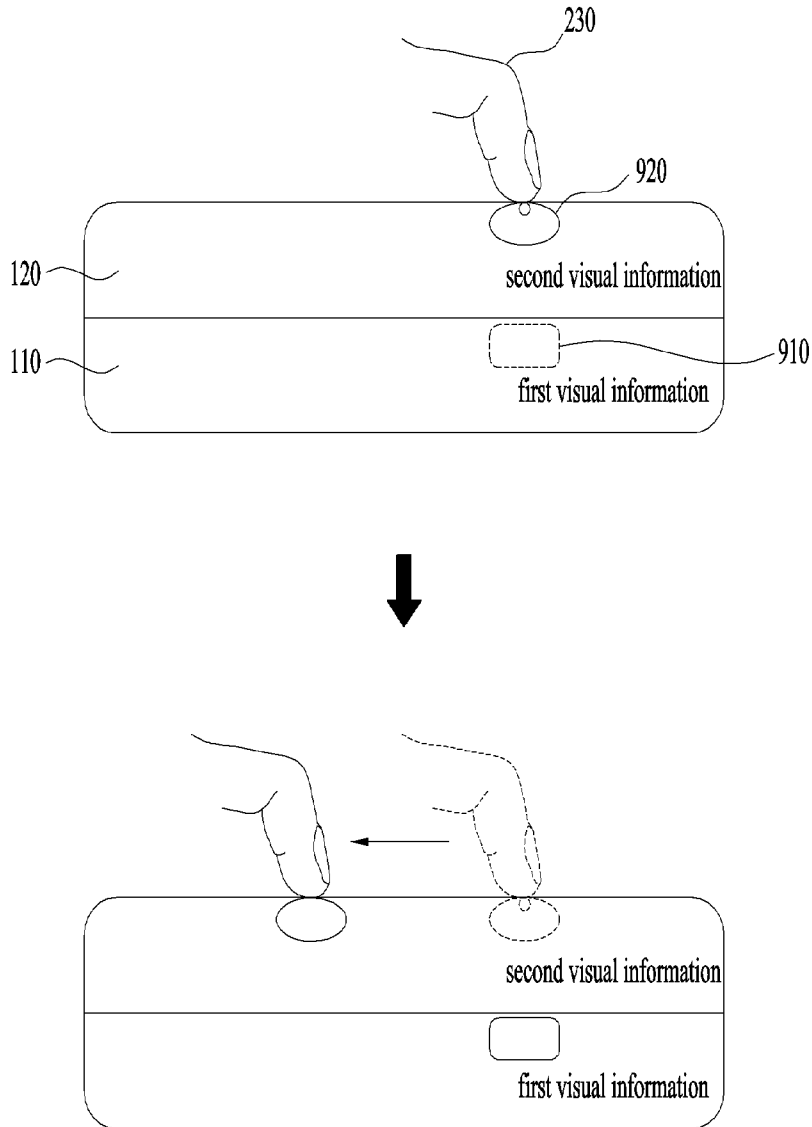 230
920
120
second visual information
110
910
first visual information
second visual information
first visual information